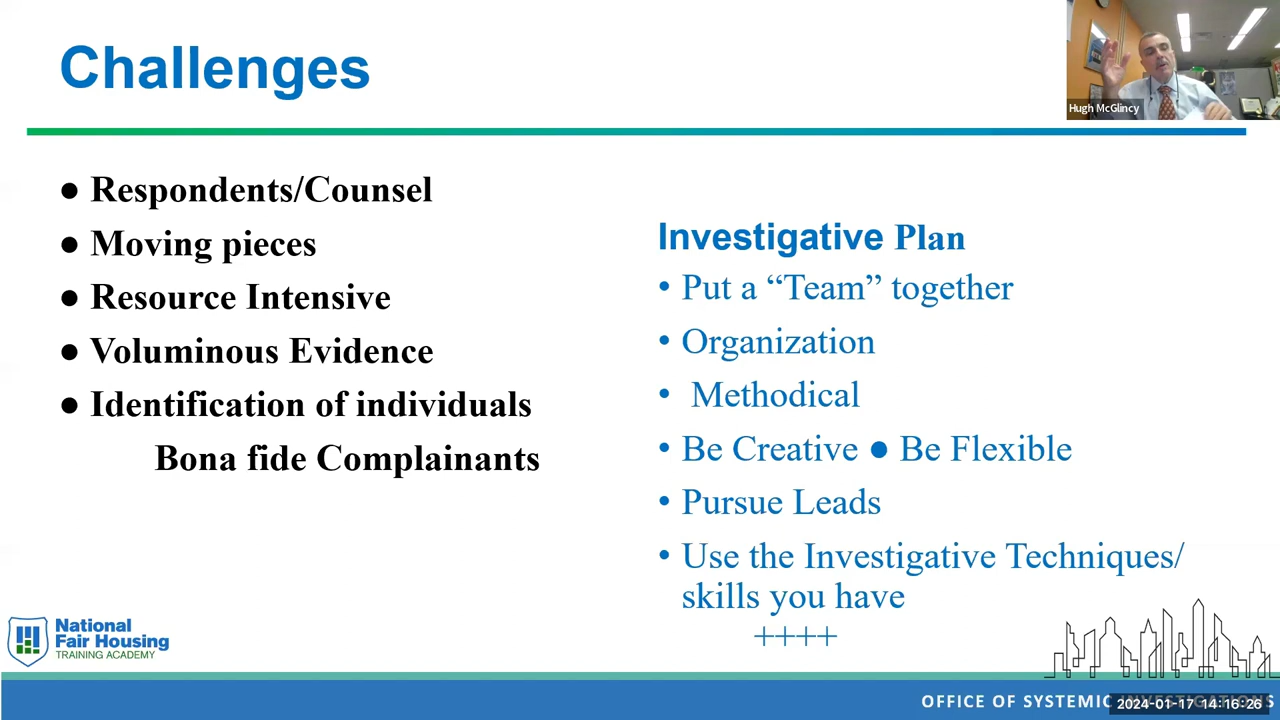 Challenges
Hugh McGlincy
● Respondents/Counsel
● Moving pieces
● Resource Intensive
● Voluminous Evidence
● Identification of individuals
Bona fide Complainants
Investigative Plan
• Put a “Team” together
• Organization
• Methodical
• Be Creative ● Be Flexible
• Pursue Leads
• Use the Investigative Techniques/
skills you have
++++
National
Fair Housing
TRAINING ACADEMY
OFFICE OF SYSTEMIC INVESTIGATIONS
2024-01-17 14:16:26